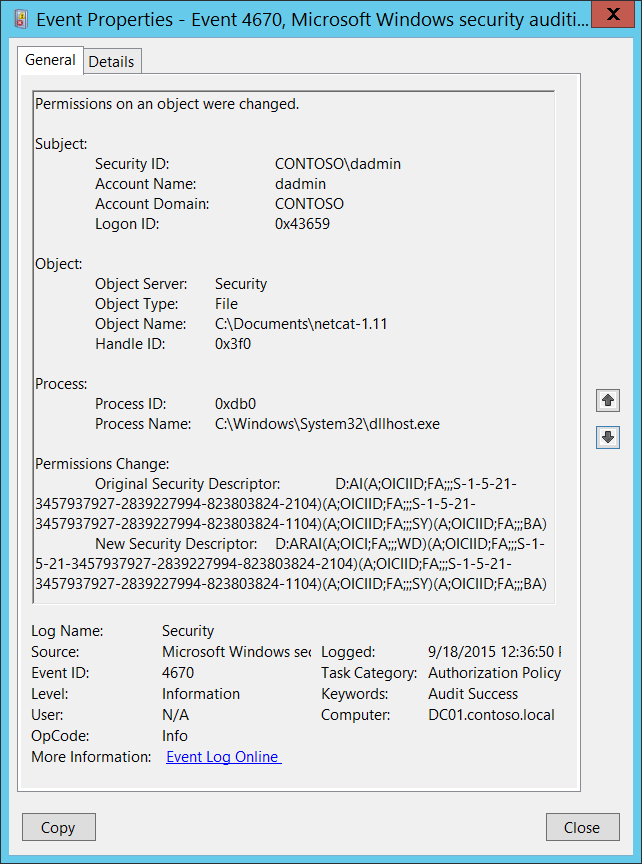 Event Properties - Event 4670, Microsoft Windows security auditi...
X
General Details
Permissions on an object were changed.
Subject:
Security ID: CONTOSO\dadmin
Account Name: dadmin
Account Domain: CONTOSO
Logon ID: 0x43659
Object:
Object Server: Security
Object Type: File
Object Name: C:\Documents\netcat-1.11
Handle ID: 0x3f0
Process:
Process ID: 0xdb0
Process Name: C:\Windows\System32\dllhost.exe
Permissions Change:
Original Security Descriptor: D:AI(A;OICIID;FA;;;S-1-5-21-
3457937927-2839227994-823803824-2104)(A;OICIID;FA;;;S-1-5-21-
3457937927-2839227994-823803824-1104)(A;OICIID;FA;;;SY)(A;OICIID;FA;;;BA)
New Security Descriptor: D:ARAI(A;OICI;FA;;;WD)(A;OICIID;FA;;;S-1-
5-21-3457937927-2839227994-823803824-2104)(A;OICIID;FA;;;S-1-5-21-
3457937927-2839227994-823803824-1104)(A;OICIID;FA;;;SY)(A;OICIID;FA;;;BA)
Log Name: Security
Source: Microsoft Windows sec Logged: 9/18/2015 12:36:50
Event ID: 4670 Task Category: Authorization Policy
Level: Information Keywords: Audit Success
User: N/A Computer: DC01.contoso.local
OpCode: Info
More Information: Event Log Online
Copy Close